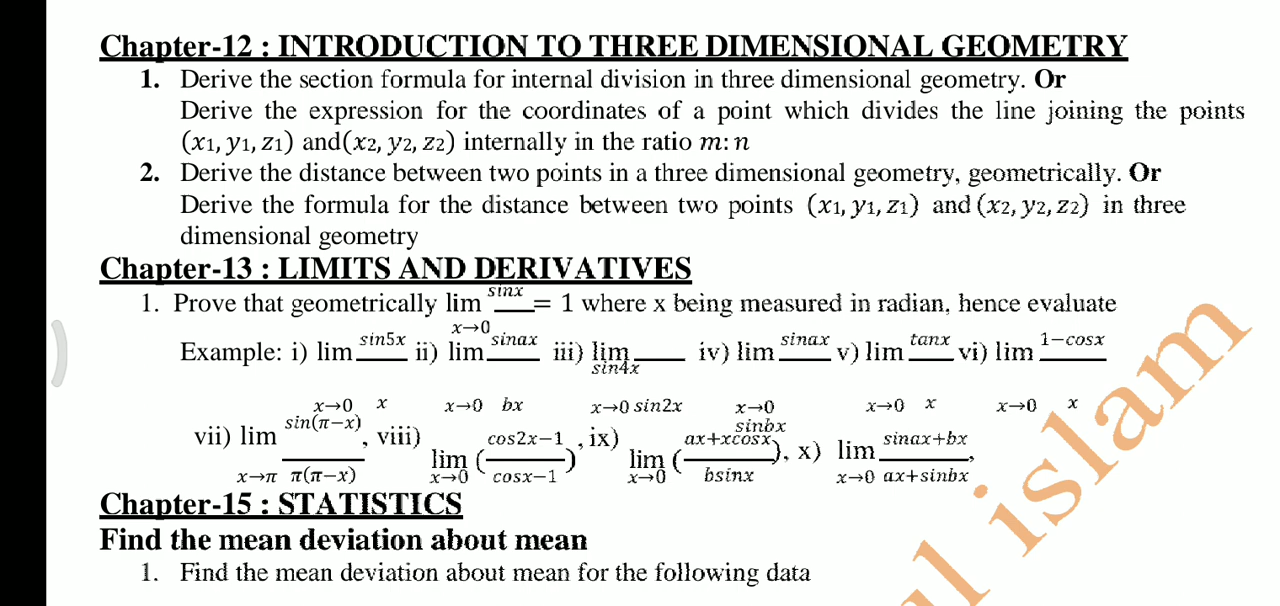 Chapter-12 : INTRODUCTION TO THREE DIMENSIONAL GEOMETRY
1. Derive the section formula for internal division in three dimensional geometry. Or
Derive the expression for the coordinates of a point which divides the line joining the points
(x1, y1, z1) and(x2, y2, z2) internally in the ratio m: n
2. Derive the distance between two points in a three dimensional geometry, geometrically. Or
Derive the formula for the distance between two points (x1, y1, z1) and (x2, y2, z2) in three
dimensional geometry
Chapter-13 : LIMITS AND DERIVATIVES
sinx
1. Prove that geometrically lim = 1 where x being measured in radian, hence evaluate
x→0
sin5x sinax sinax tanx 1−cosx
Example: i) lim ii) lim iii) lim iv) lim v) lim vi) lim
sin4x
x→0 x x→0 bx x→0 sin2x x→0 x→0 x x→0 x
sin(π−x) sinbx
vii) lim , viii) cos2x−1 , ix) ax+xcosx sinax+bx
lim ( ) lim ( ), x) lim ,
x→π π(π−x) x→0 cosx−1 x→0 bsinx x→0 ax+sinbx
Chapter-15 : STATISTICS
Find the mean deviation about mean
1. Find the mean deviation about mean for the following data
l islam